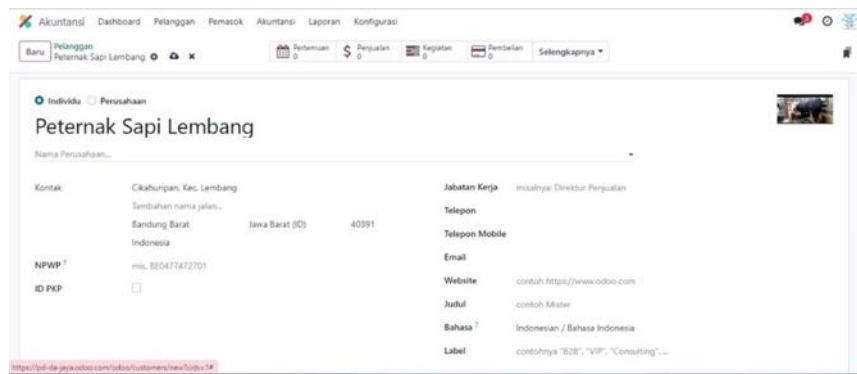 Akuntansi Dashboard Pelanggan Pemasok Akuntansi Laporan Konfigurasi
Baru Pelanggan Pertemuan Penjualan Kegiatan Pembelian Selengkapnya
Peternak Sapi Lembang 0 0 0 0
Individu Perusahaan
Peternak Sapi Lembang
Nama Perusahaan...
Kontak Cikahuripan, Kec. Lembang Jabatan Kerja misalnya: Direktur Penjualan
Tambahan nama jalan... Telepon
Bandung Barat Jawa Barat (ID) 40391 Telepon Mobile
Indonesia Email
NPWP ? mis. BE0477472701 Website contoh https://www.odoo.com
ID PKP Judul contoh Mister
Bahasa ? Indonesian / Bahasa Indonesia
Label contohnya "B2B", "VIP", "Consulting", ...